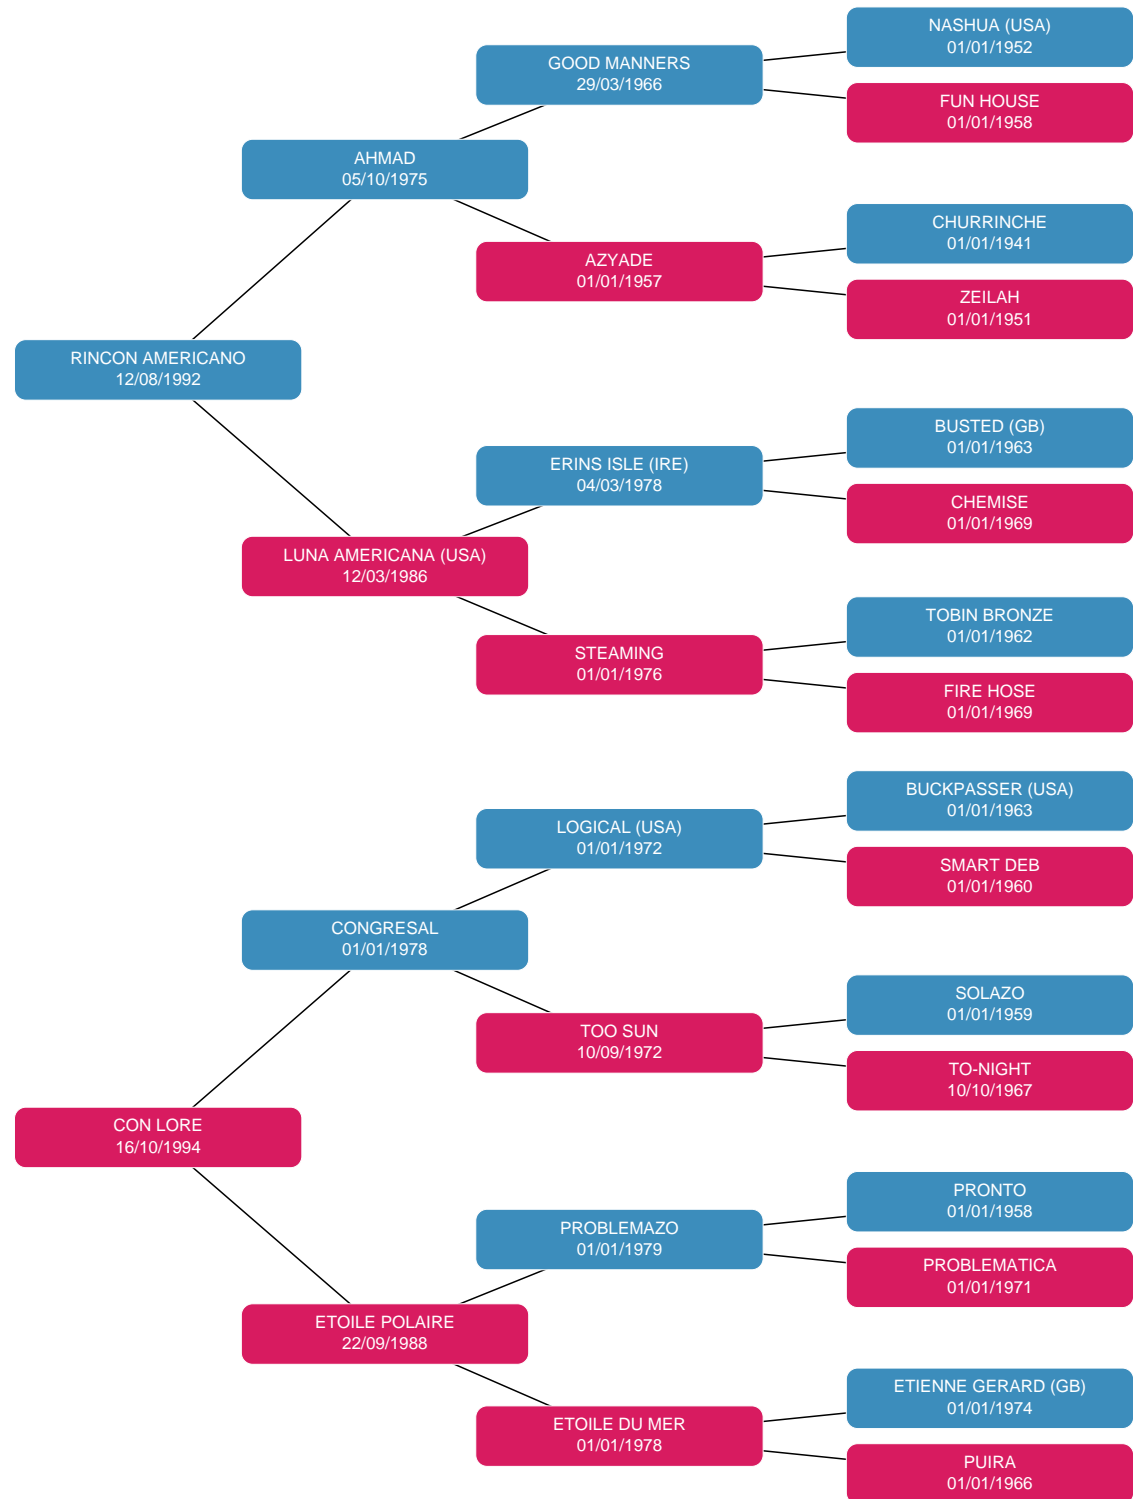 NASHUA (USA)
01/01/1952
GOOD MANNERS
29/03/1966
FUN HOUSE
01/01/1958
AHMAD
05/10/1975
CHURRINCHE
01/01/1941
AZYADE
01/01/1957
ZEILAH
01/01/1951
RINCON AMERICANO
12/08/1992
BUSTED (GB)
01/01/1963
ERINS ISLE (IRE)
04/03/1978
CHEMISE
01/01/1969
LUNA AMERICANA (USA)
12/03/1986
TOBIN BRONZE
01/01/1962
STEAMING
01/01/1976
FIRE HOSE
01/01/1969
BUCKPASSER (USA)
01/01/1963
LOGICAL (USA)
01/01/1972
SMART DEB
01/01/1960
CONGRESAL
01/01/1978
SOLAZO
01/01/1959
TOO SUN
10/09/1972
TO-NIGHT
10/10/1967
CON LORE
16/10/1994
PRONTO
01/01/1958
PROBLEMAZO
01/01/1979
PROBLEMATICA
01/01/1971
ETOILE POLAIRE
22/09/1988
ETIENNE GERARD (GB)
01/01/1974
ETOILE DU MER
01/01/1978
PUIRA
01/01/1966